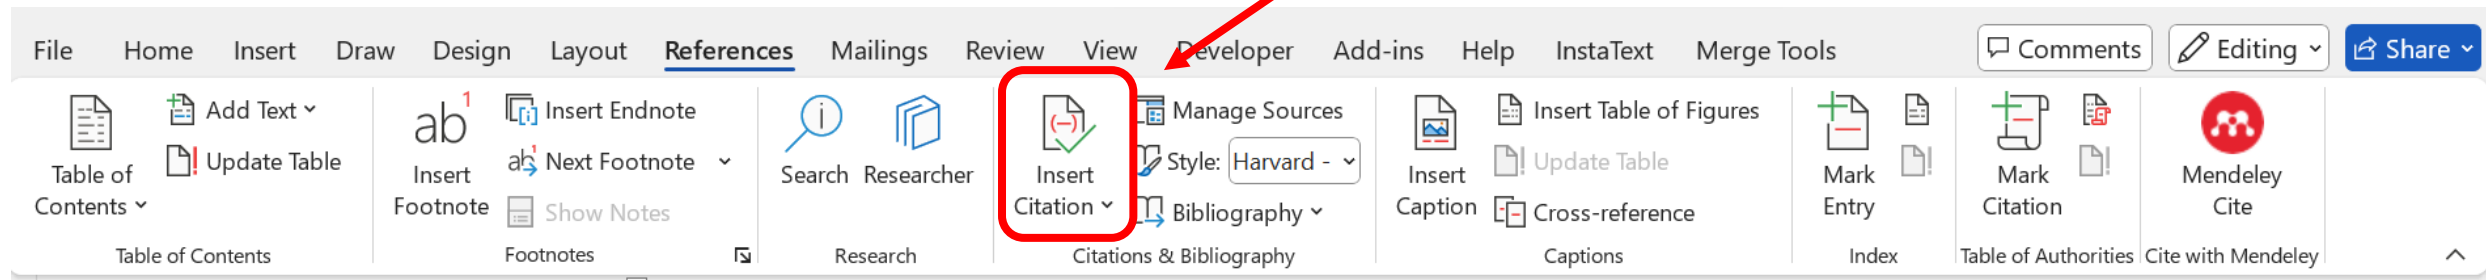 File Home Insert Draw Design Layout References Mailings Review View Developer Add-ins Help InstaText Merge Tools Comments Editing Share
Table of
Contents
Add Text
Update Table
Table of Contents
ab1
Insert
Footnote
[i] Insert Endnote
ab1 Next Footnote
Show Notes
Footnotes
Search
Researcher
Research
(-)
Insert
Citation
Manage Sources
Style: Harvard -
Bibliography
Citations & Bibliography
Insert
Caption
Insert Table of Figures
! Update Table
Cross-reference
Captions
Mark
Entry
Index
Mark
Citation
Table of Authorities
Mendeley
Cite
Cite with Mendeley